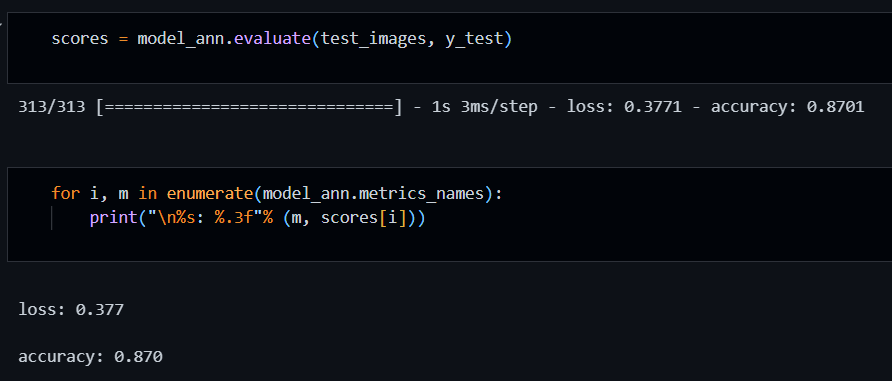 scores = model_ann.evaluate(test_images, y_test)
313/313 [==============================] - 1s 3ms/step - loss: 0.3771 - accuracy: 0.8701
for i, m in enumerate(model_ann.metrics_names):
    print("\n%s: %.3f"% (m, scores[i]))
loss: 0.377
accuracy: 0.870